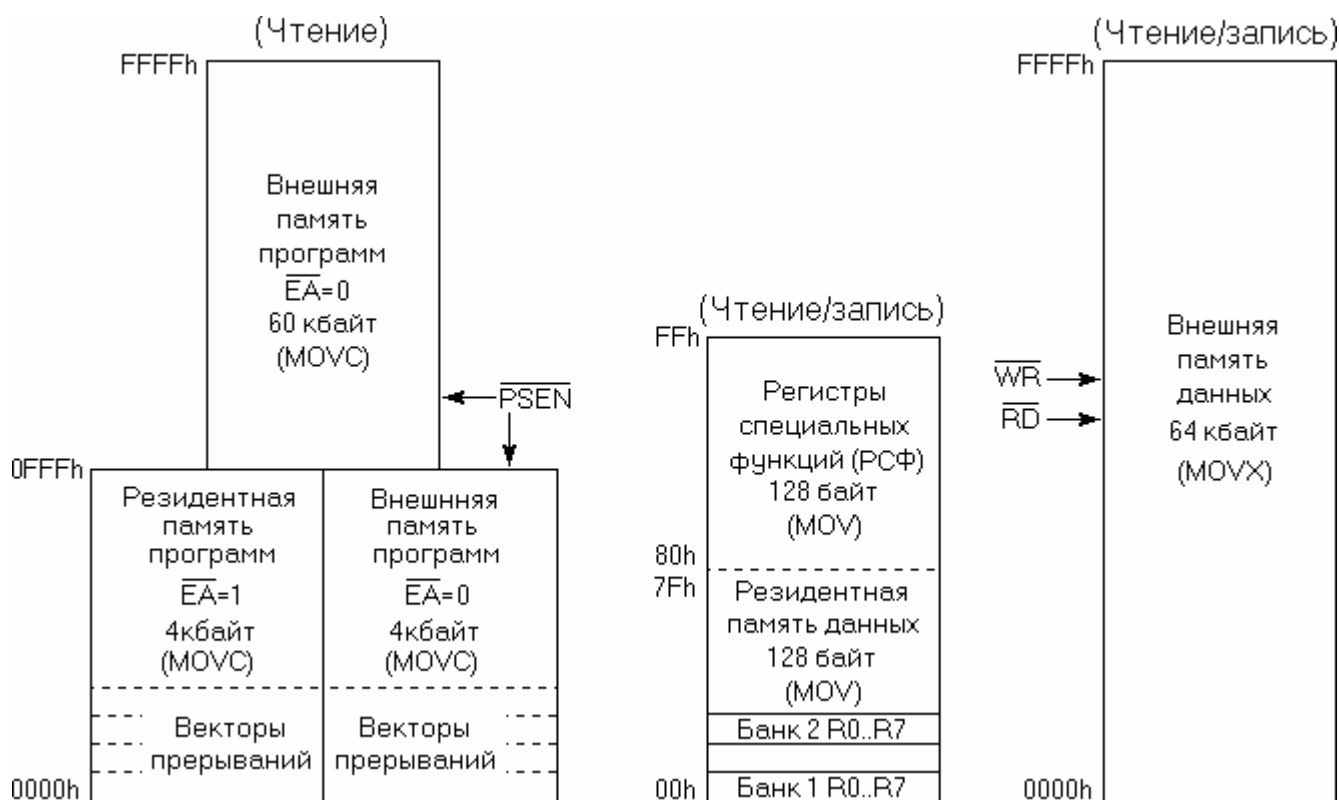 (Чтение)
FFFFh
Внешняя
память
программ
EA=0
60 кбайт
(MOVC)
PSEN
0FFFh
Резидентная
память
программ
EA=1
4кбайт
(MOVC)
Векторы
прерываний
Внешнняя
память
программ
EA=0
4кбайт
(MOVC)
Векторы
прерываний
0000h
(Чтение/запись)
FFh
Регистры
специальных
функций (РСФ)
128 байт
(MOV)
80h
7Fh
Резидентная
память данных
128 байт
(MOV)
Банк 2 R0..R7
00h
Банк 1 R0..R7
(Чтение/запись)
FFFFh
WR
RD
Внешняя
память
данных
64 кбайт
(MOVX)
0000h